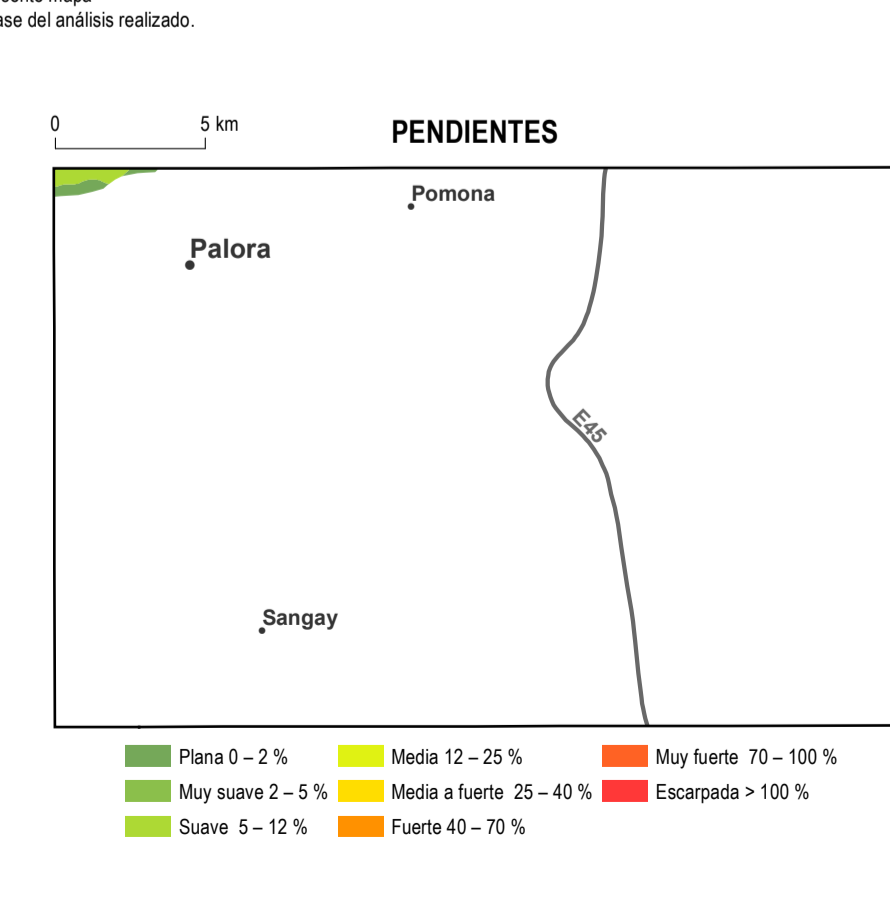 ase del análisis realizado.
0 5 km
PENDIENTES
Pomona
Palora
E45
Sangay
Plana 0 – 2 %
Muy suave 2 – 5 %
Suave 5 – 12 %
Media 12 – 25 %
Media a fuerte 25 – 40 %
Fuerte 40 – 70 %
Muy fuerte 70 – 100 %
Escarpada > 100 %